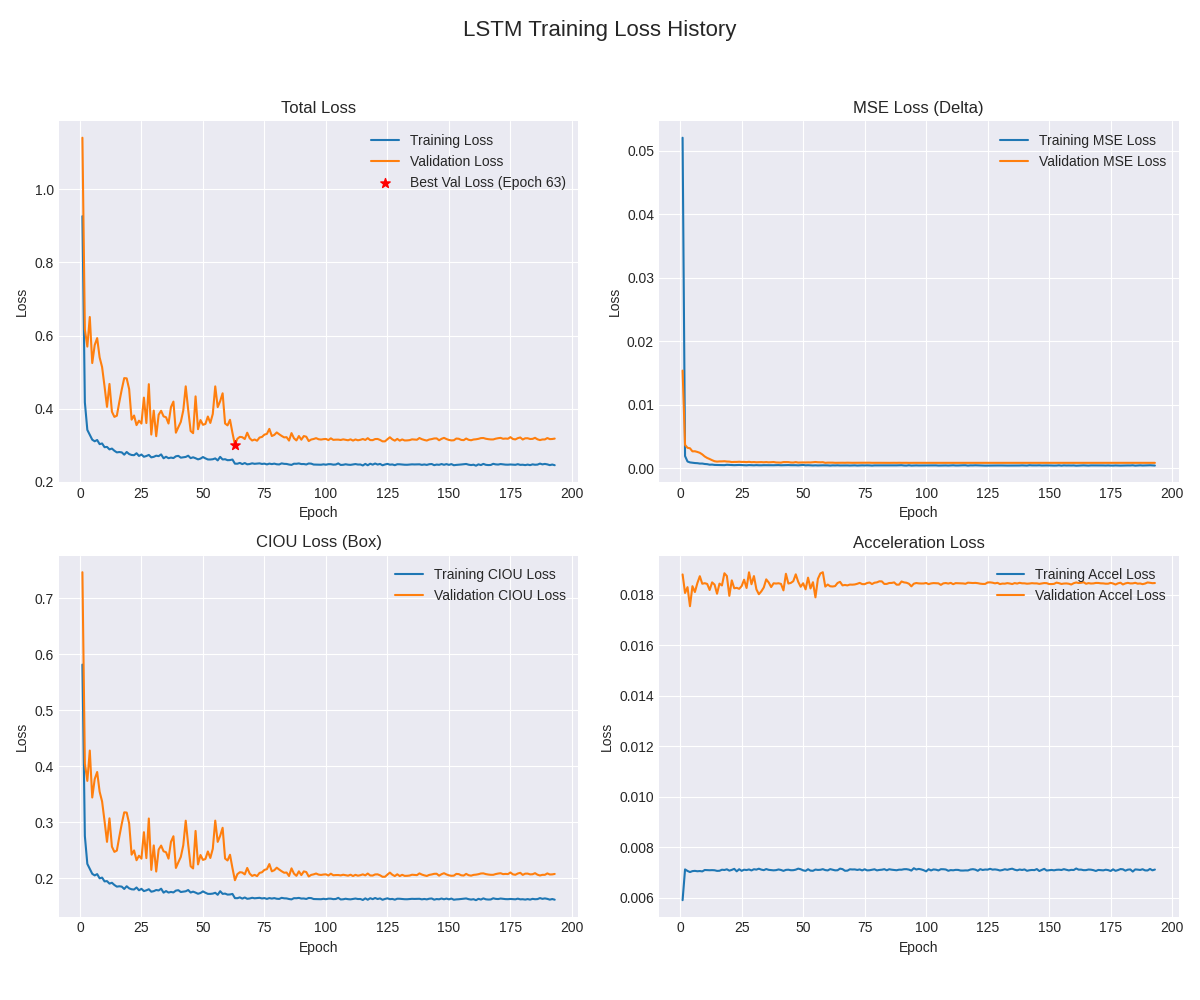 LSTM Training Loss History
Total Loss
Training Loss
Validation Loss
Best Val Loss (Epoch 63)
1.0
0.8
0.6
0.4
0.2
Loss
0 25 50 75 100 125 150 175 200
Epoch
MSE Loss (Delta)
Training MSE Loss
Validation MSE Loss
0.05
0.04
0.03
0.02
0.01
0.00
Loss
0 25 50 75 100 125 150 175 200
Epoch
CIOU Loss (Box)
Training CIOU Loss
Validation CIOU Loss
0.7
0.6
0.5
0.4
0.3
0.2
Loss
0 25 50 75 100 125 150 175 200
Epoch
Acceleration Loss
Training Accel Loss
Validation Accel Loss
0.018
0.016
0.014
0.012
0.010
0.008
0.006
Loss
0 25 50 75 100 125 150 175 200
Epoch